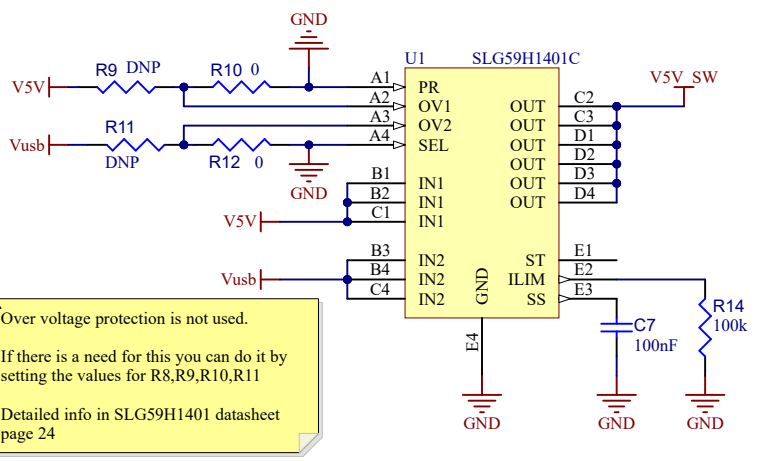 GND
U1 SLG59H1401C
R9 DNP R10 0
V5V A1 PR
V5V_SW
A2 OV1 OUT C2
R11 A3 OV2 OUT C3
Vusb A4 SEL OUT D1
DNP R12 0
OUT D2
B1 IN1 OUT D3
GND
B2 IN1 OUT D4
V5V C1 IN1
B3 IN2 ST E1
Vusb B4 IN2 ILIM E2
C4 IN2 SS E3
GND
E4
R14
100k
C7
100nF
GND GND GND
Over voltage protection is not used.
If there is a need for this you can do it by
setting the values for R8,R9,R10,R11
Detailed info in SLG59H1401 datasheet
page 24